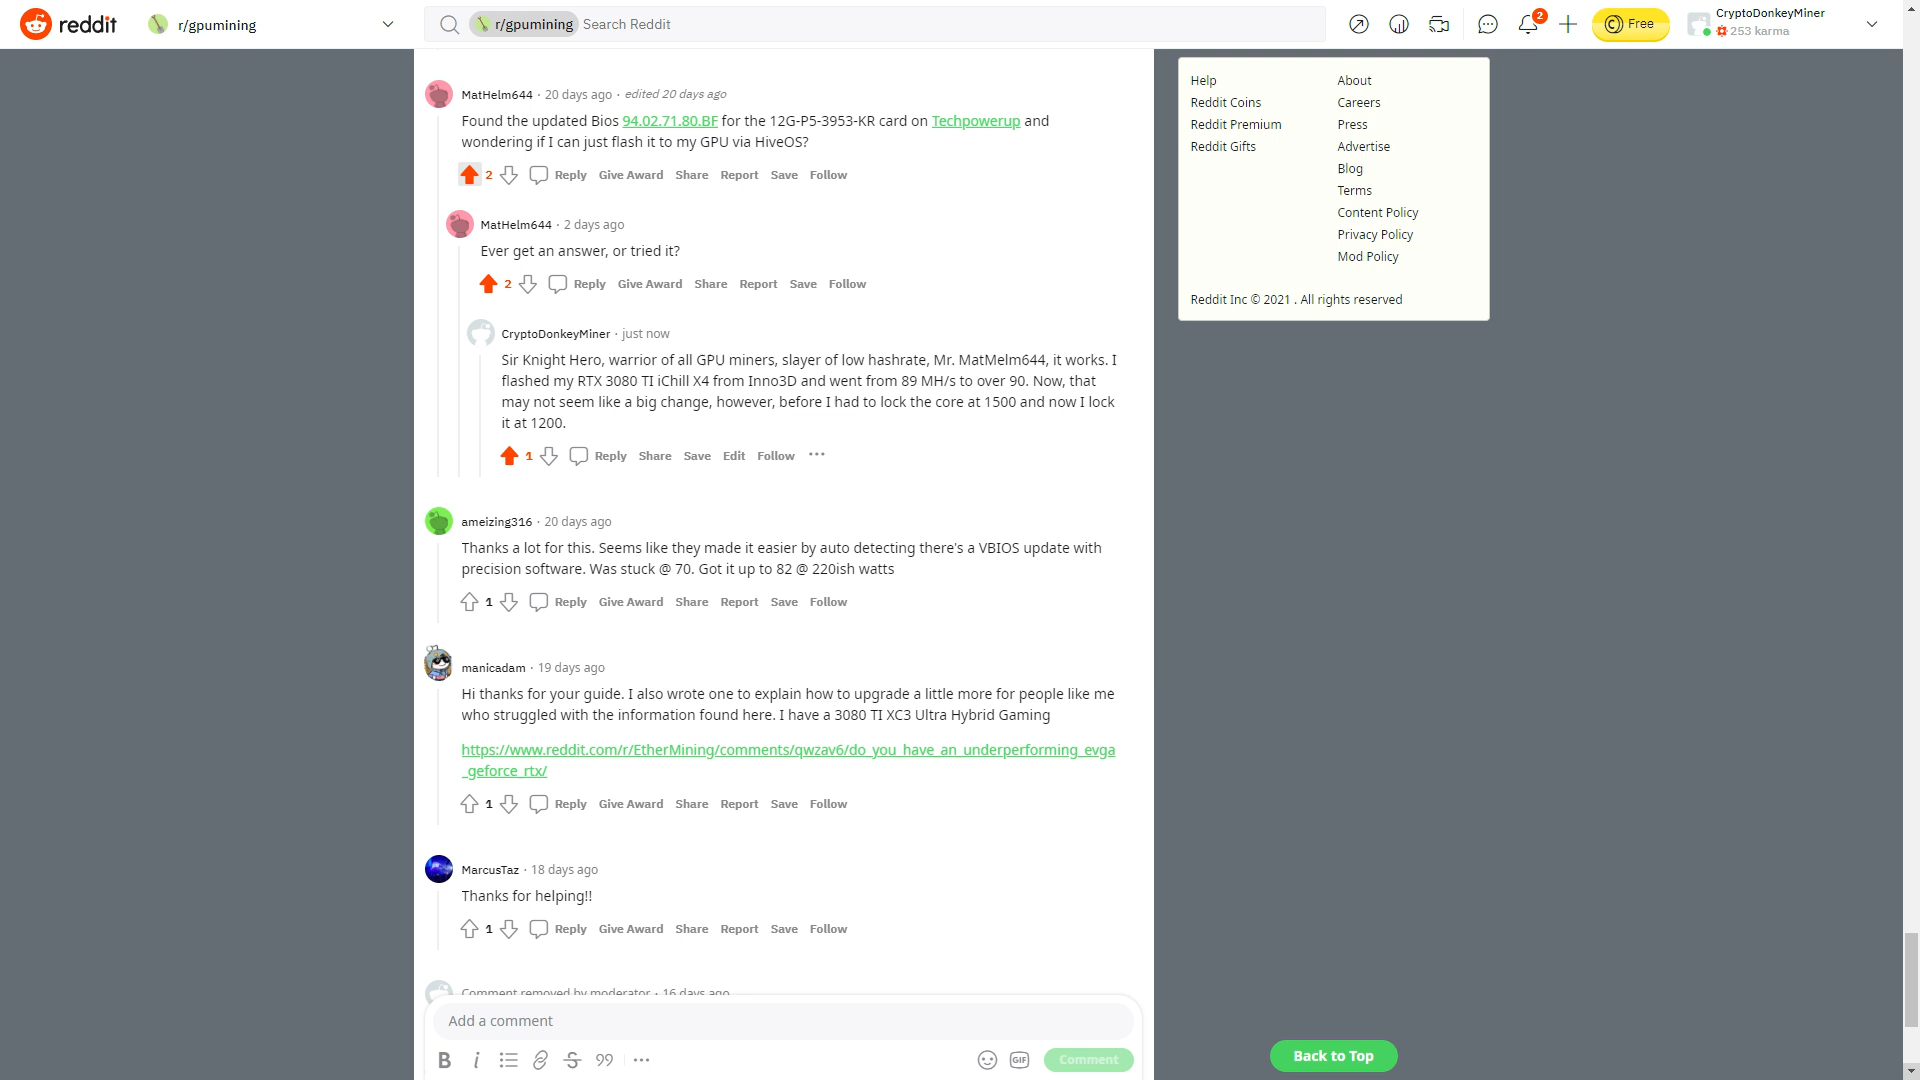 reddit
r/gpumining
r/gpumining Search Reddit
2
Free
CryptoDonkeyMiner
253 karma
MatHelm644 · 20 days ago · edited 20 days ago
Found the updated Bios 94.02.71.80.BF for the 12G-P5-3953-KR card on Techpowerup and
wondering if I can just flash it to my GPU via HiveOS?
2 Reply Give Award Share Report Save Follow
MatHelm644 · 2 days ago
Ever get an answer, or tried it?
2 Reply Give Award Share Report Save Follow
CryptoDonkeyMiner · just now
Sir Knight Hero, warrior of all GPU miners, slayer of low hashrate, Mr. MatMelm644, it works. I
flashed my RTX 3080 TI iChill X4 from Inno3D and went from 89 MH/s to over 90. Now, that
may not seem like a big change, however, before I had to lock the core at 1500 and now I lock
it at 1200.
1 Reply Share Save Edit Follow ···
ameizing316 · 20 days ago
Thanks a lot for this. Seems like they made it easier by auto detecting there's a VBIOS update with
precision software. Was stuck @ 70. Got it up to 82 @ 220ish watts
1 Reply Give Award Share Report Save Follow
manicadam · 19 days ago
Hi thanks for your guide. I also wrote one to explain how to upgrade a little more for people like me
who struggled with the information found here. I have a 3080 TI XC3 Ultra Hybrid Gaming
https://www.reddit.com/r/EtherMining/comments/qwzav6/do_you_have_an_underperforming_evga
_geforce_rtx/
1 Reply Give Award Share Report Save Follow
MarcusTaz · 18 days ago
Thanks for helping!!
1 Reply Give Award Share Report Save Follow
Comment removed by moderator · 16 days ago
Add a comment
B i S 99 ··· GIF Comment
Help About
Reddit Coins Careers
Reddit Premium Press
Reddit Gifts Advertise
Blog
Terms
Content Policy
Privacy Policy
Mod Policy
Reddit Inc © 2021 . All rights reserved
Back to Top